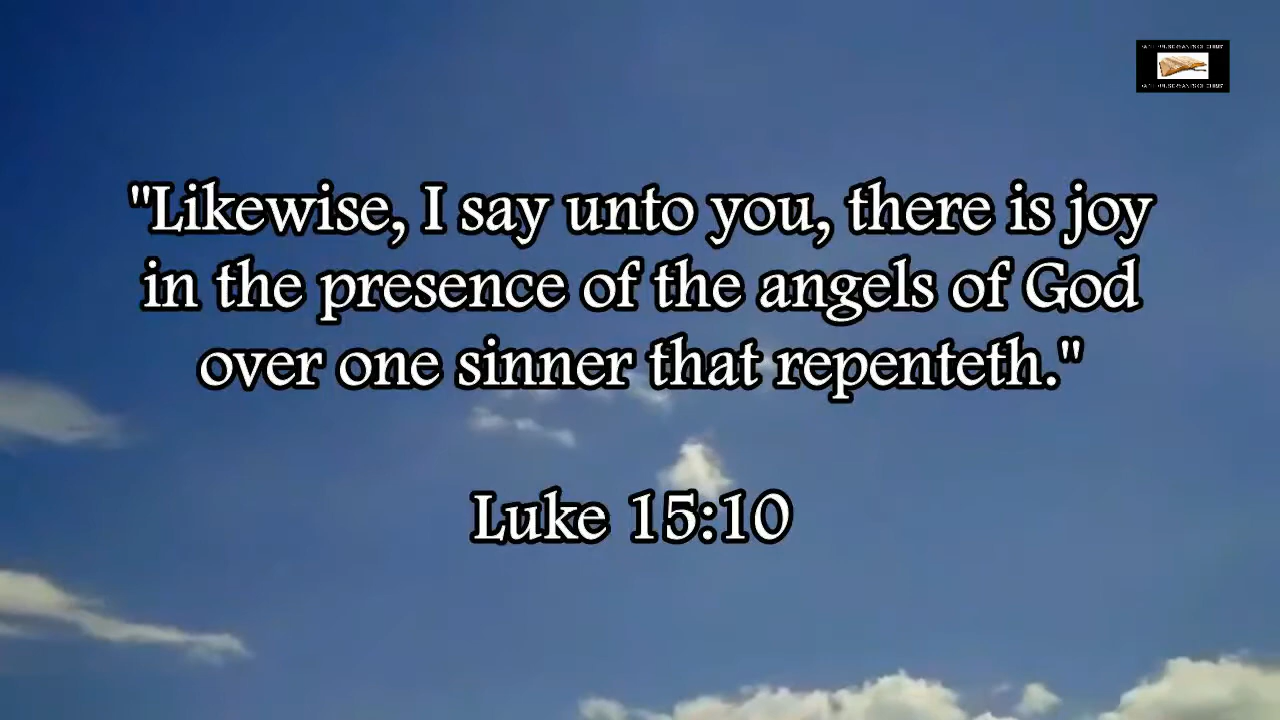 "Likewise, I say unto you, there is joy
in the presence of the angels of God
over one sinner that repenteth."
Luke 15:10